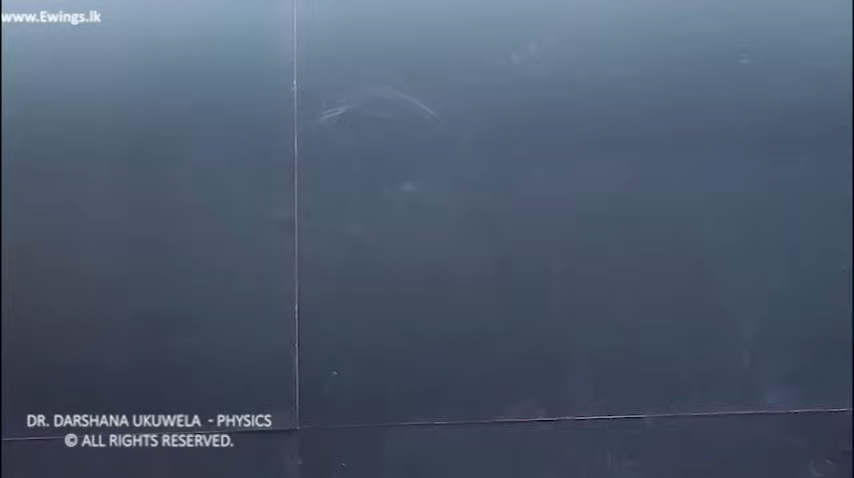 www.Ewings.lk
DR. DARSHANA UKUWELA - PHYSICS
© ALL RIGHTS RESERVED.